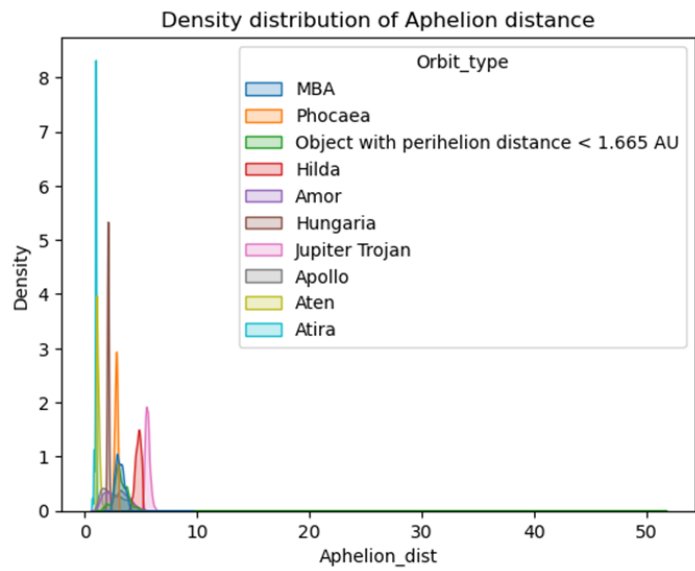 Density distribution of Aphelion distance
Orbit_type
MBA
Phocaea
Object with perihelion distance < 1.665 AU
Hilda
Amor
Hungaria
Jupiter Trojan
Apollo
Aten
Atira
Density
8
7
6
5
4
3
2
1
0
0 10 20 30 40 50
Aphelion_dist